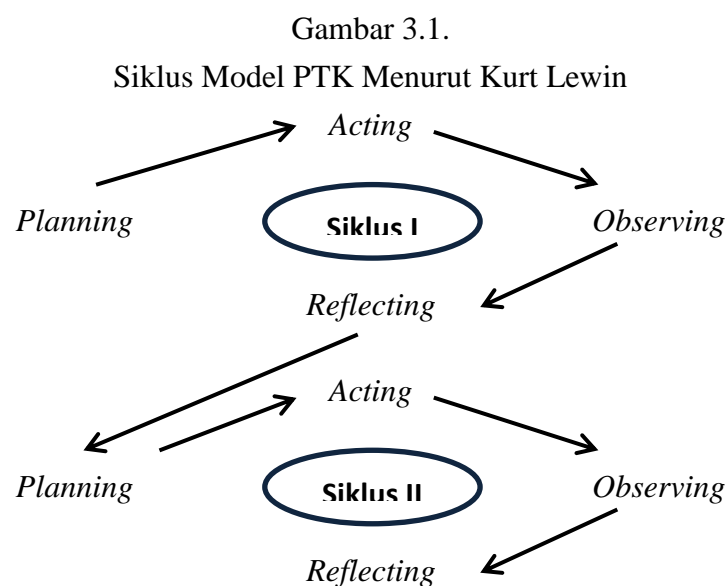 Gambar 3.1.
Siklus Model PTK Menurut Kurt Lewin
Acting
Planning
Siklus I
Observing
Reflecting
Acting
Planning
Siklus II
Observing
Reflecting